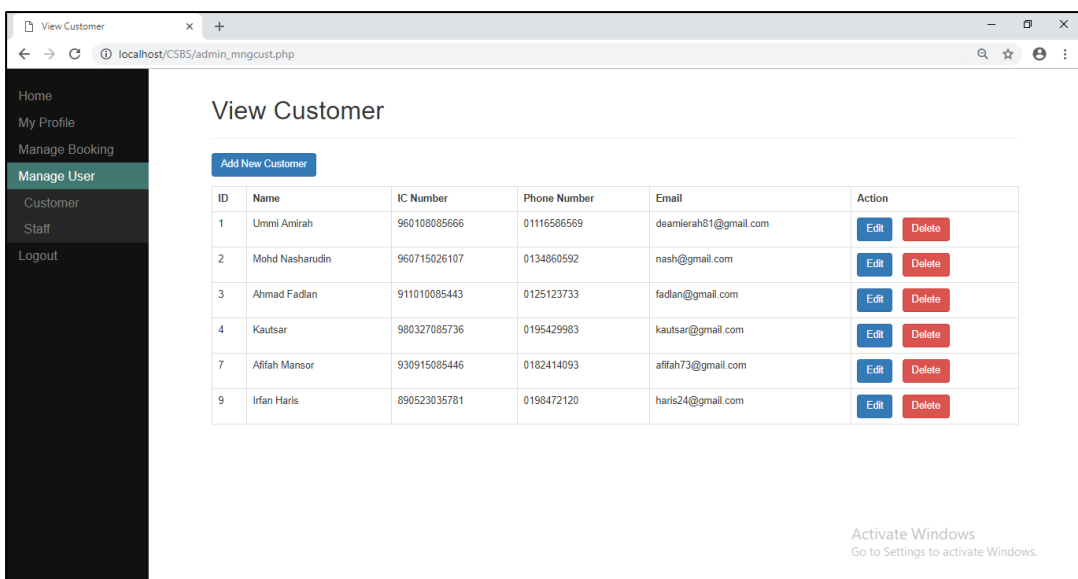 View Customer
localhost/CSBS/admin_mngcust.php
Home
My Profile
Manage Booking
Manage User
Customer
Staff
Logout
View Customer
Add New Customer
ID Name IC Number Phone Number Email Action
1 Ummi Amirah 960108085666 01116586569 deamierah81@gmail.com Edit Delete
2 Mohd Nasharudin 960715026107 0134860592 nash@gmail.com Edit Delete
3 Ahmad Fadlan 911010085443 0125123733 fadlan@gmail.com Edit Delete
4 Kautsar 980327085736 0195429983 kautsar@gmail.com Edit Delete
7 Afifah Mansor 930915085446 0182414093 afifah73@gmail.com Edit Delete
9 Irfan Haris 890523035781 0198472120 haris24@gmail.com Edit Delete
Activate Windows
Go to Settings to activate Windows.